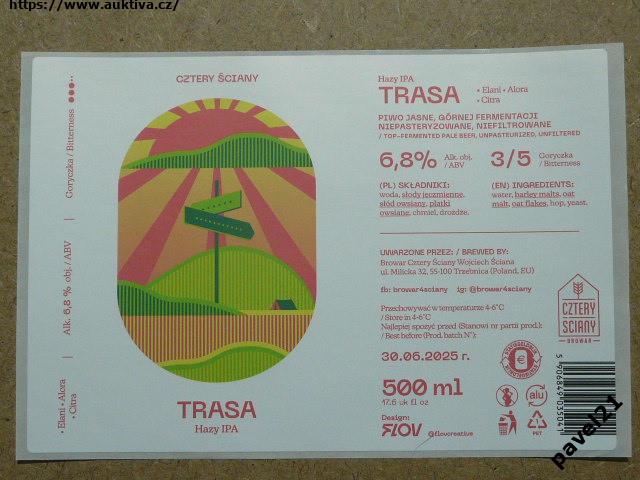 https://www.auktiva.cz/
Goryczka / Bitterness
Alk. 6,8 % obj. / ABV
• Elani • Alora
• Citra
CZTERY ŚCIANY
TRASA
Hazy IPA
Hazy IPA
TRASA
• Elani • Alora
• Citra
PIWO JASNE, GÓRNEJ FERMENTACJI
NIEPASTERYZOWANE, NIEFILTROWANE
/ TOP-FERMENTED PALE BEER, UNPASTEURIZED, UNFILTERED
6,8% Alk. obj. / ABV 3/5 Goryczka / Bitterness
(PL) SKŁADNIKI:
woda, słody jęczmienne,
słód owsiany, płatki
owsiane, chmiel, drożdże.
(EN) INGREDIENTS:
water, barley malts, oat
malt, oat flakes, hop, yeast.
UWARZONE PRZEZ: / BREWED BY:
Browar Cztery Ściany Wojciech Ściana
ul. Milicka 32, 55-100 Trzebnica (Poland, EU)
fb: browar4sciany ig: @browar4sciany
Przechowywać w temperaturze 4-6°C
/ Store in 4-6°C
Najlepiej spożyć przed (Stanowi nr partii prod.):
/ Best before (Prod. batch N°):
30.06.2025 r.
500 ml
17.6 uk fl oz
Design:
FLOV @flovcreative
CZTERY
ŚCIANY
BROWAR
alu
1
PET
5 906849 035041
pavel21